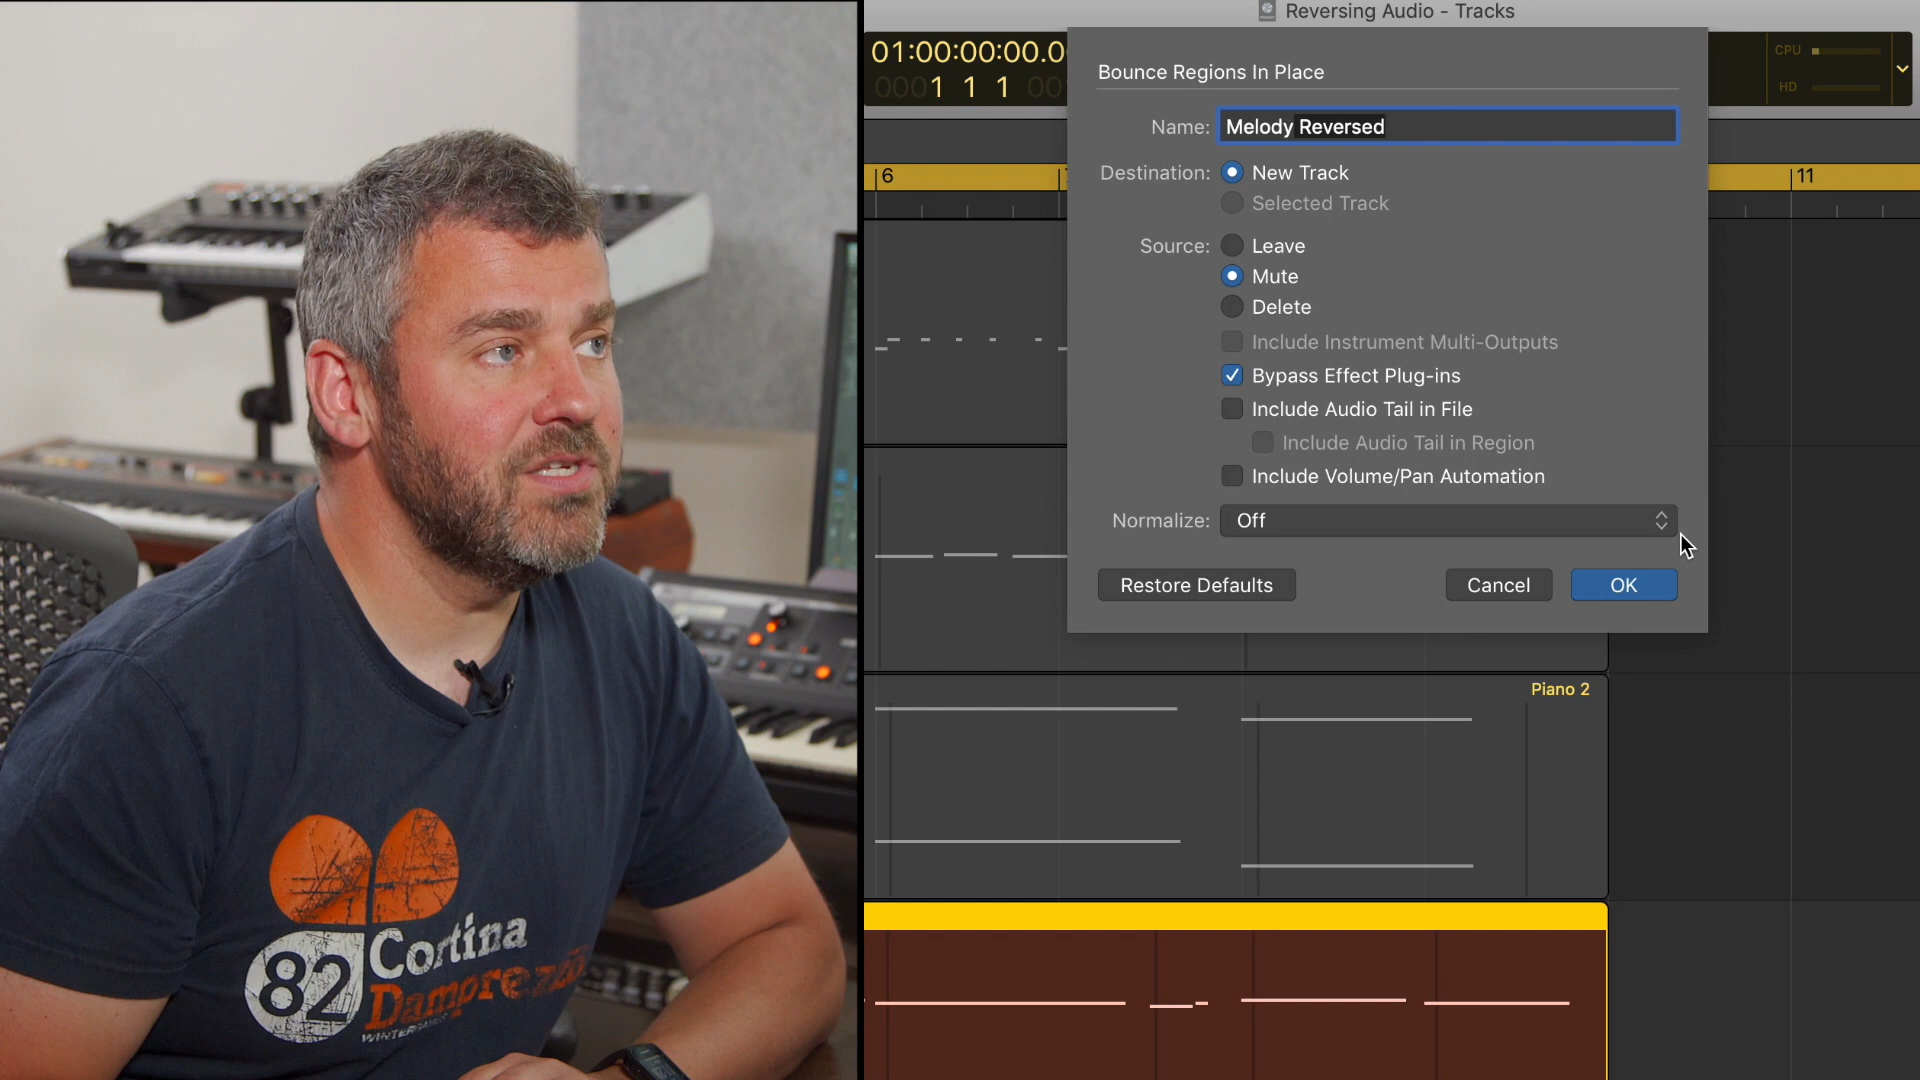 Reversing Audio - Tracks
01:00:00:00.0
0001 1 1 00
CPU
HD
Bounce Regions In Place
Name: Melody Reversed
Destination: New Track
Selected Track
Source: Leave
Mute
Delete
Include Instrument Multi-Outputs
Bypass Effect Plug-ins
Include Audio Tail in File
Include Audio Tail in Region
Include Volume/Pan Automation
Normalize: Off
Restore Defaults
Cancel
OK
6
11
Piano 2
82
Cortina